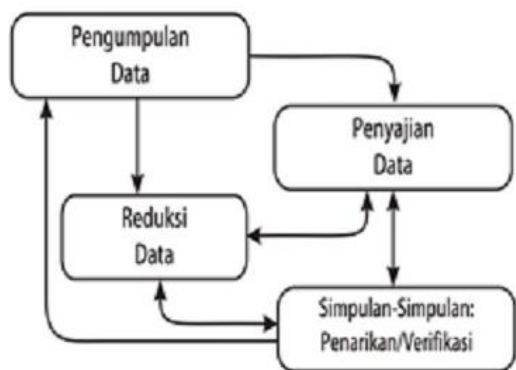 Pengumpulan
Data
Penyajian
Data
Reduksi
Data
Simpulan-Simpulan:
Penarikan/Verifikasi